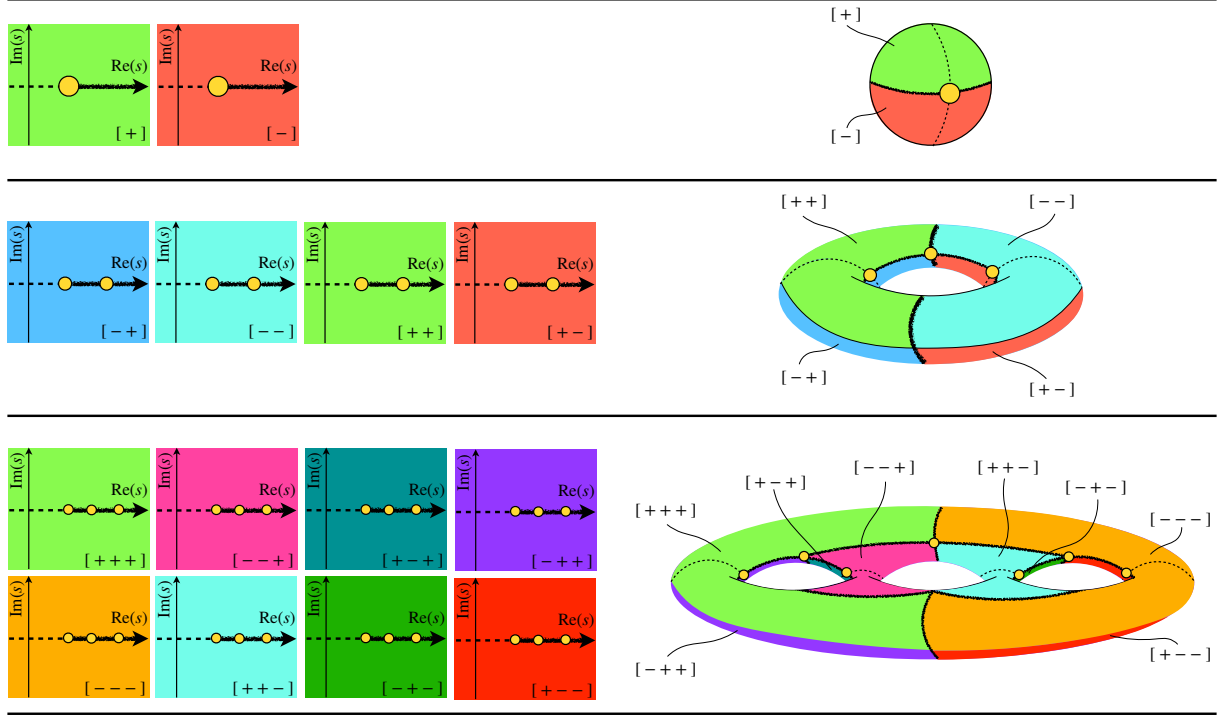 Im(s) Re(s) [+]
Im(s) Re(s) [−]
[+]
[−]
Im(s) Re(s) [−+]
Im(s) Re(s) [−−]
Im(s) Re(s) [++]
Im(s) Re(s) [+−]
[++]
[−−]
[−+]
[+−]
Im(s) Re(s) [+++]
Im(s) Re(s) [−−+]
Im(s) Re(s) [+−+]
Im(s) Re(s) [−++]
Im(s) Re(s) [−−−]
Im(s) Re(s) [++−]
Im(s) Re(s) [−+−]
Im(s) Re(s) [+−−]
[−−+]
[++−]
[+−+]
[−+−]
[+++]
[−−−]
[−++]
[+−−]